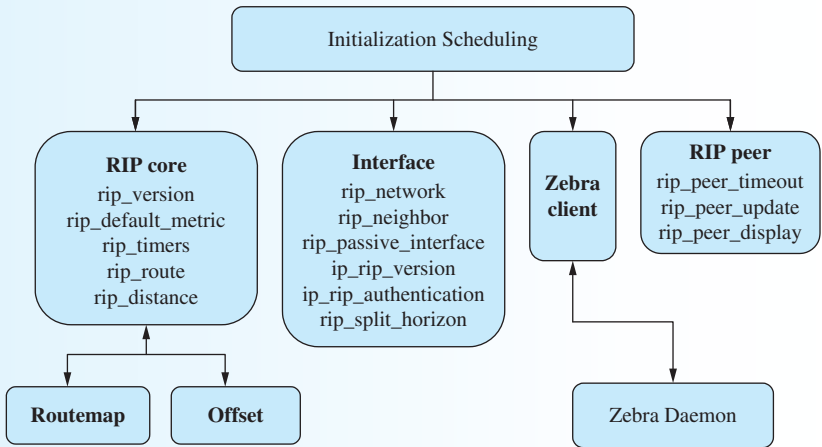 Initialization Scheduling
RIP core
rip_version
rip_default_metric
rip_timers
rip_route
rip_distance
Interface
rip_network
rip_neighbor
rip_passive_interface
ip_rip_version
ip_rip_authentication
rip_split_horizon
Zebra
client
RIP peer
rip_peer_timeout
rip_peer_update
rip_peer_display
Routemap
Offset
Zebra Daemon